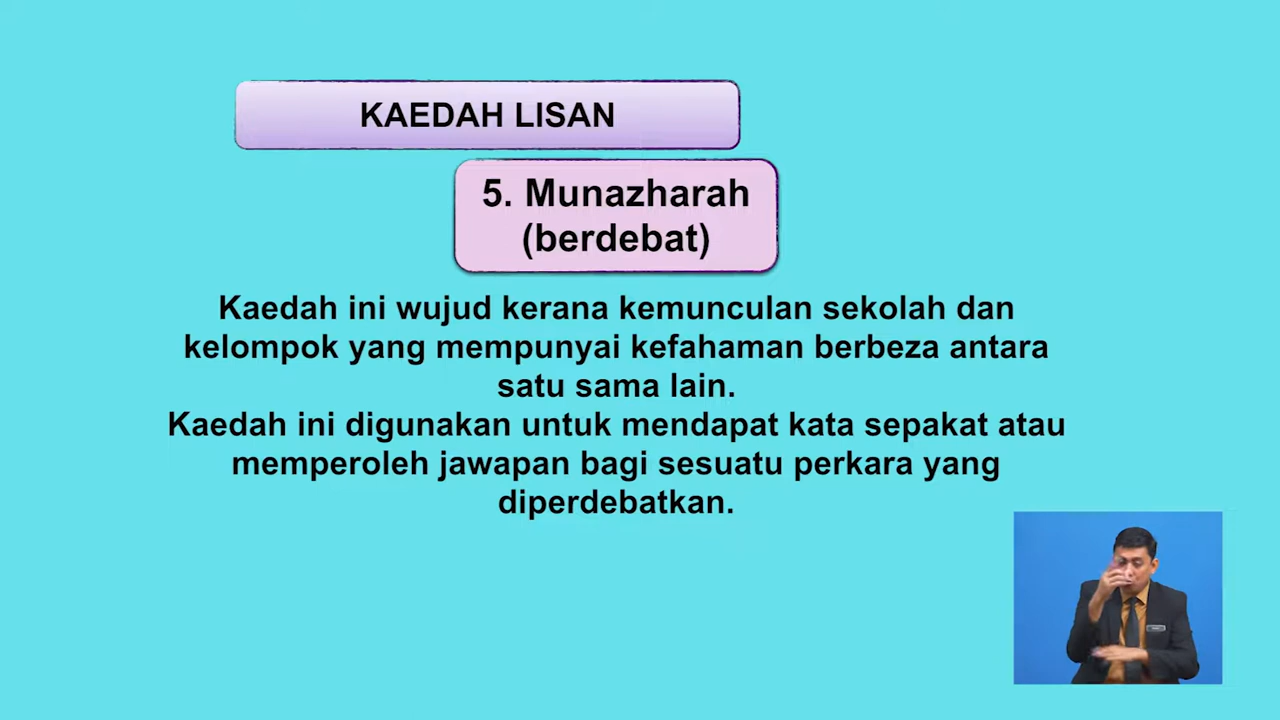 KAEDAH LISAN
5. Munazharah
(berdebat)
Kaedah ini wujud kerana kemunculan sekolah dan
kelompok yang mempunyai kefahaman berbeza antara
satu sama lain.
Kaedah ini digunakan untuk mendapat kata sepakat atau
memperoleh jawapan bagi sesuatu perkara yang
diperdebatkan.